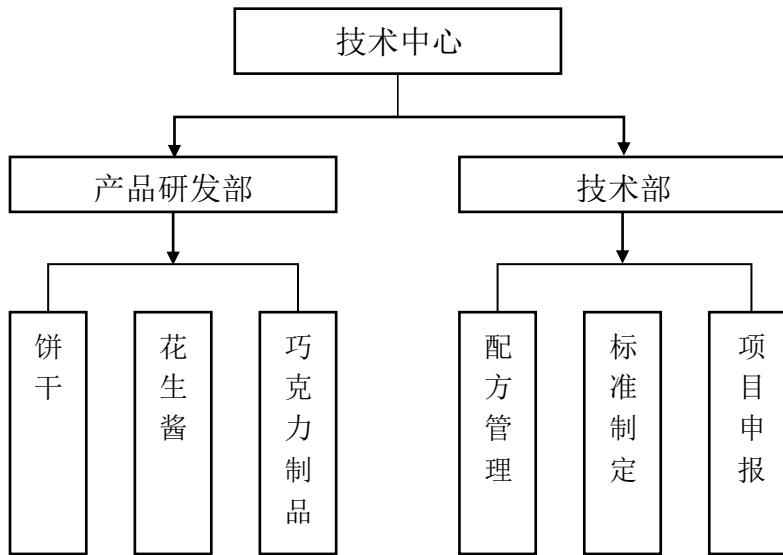 技术中心
产品研发部
技术部
饼干
花生酱
巧克力制品
配方管理
标准制定
项目申报